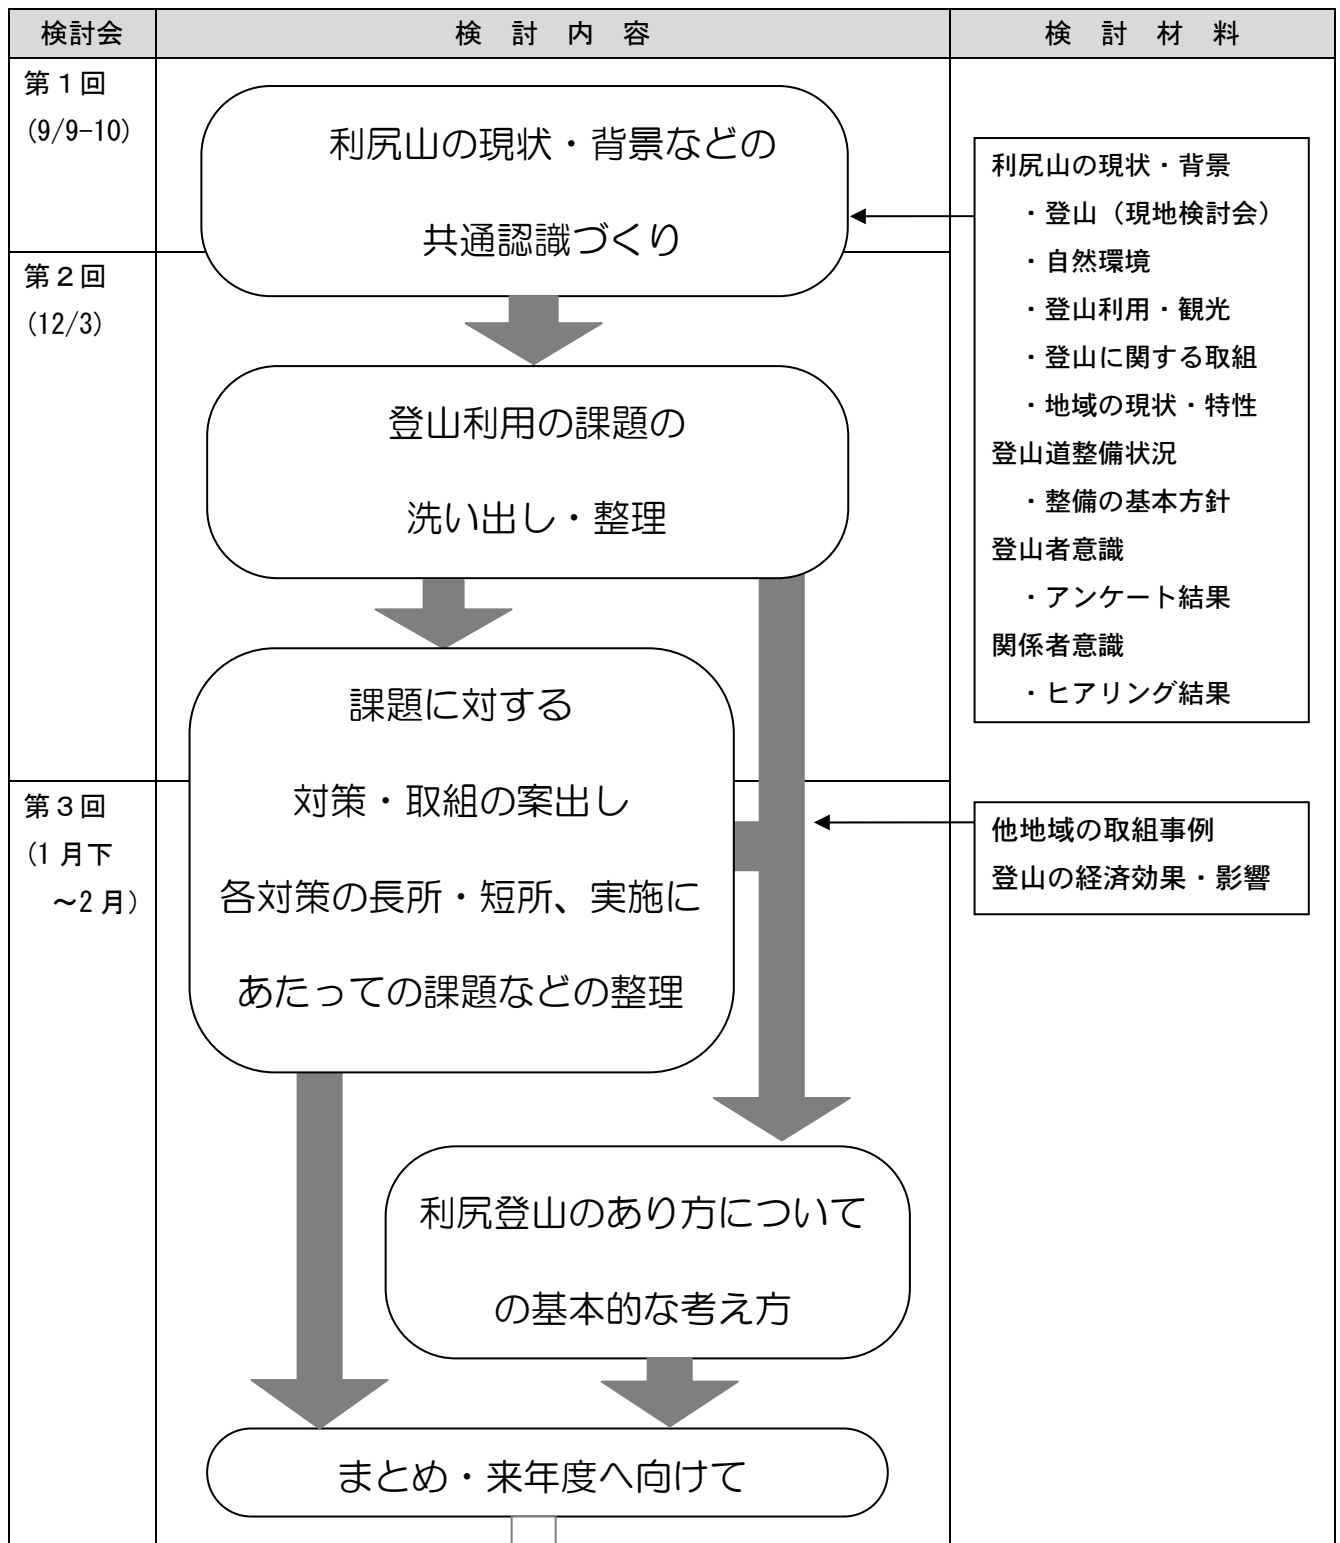 検討会
検 討 内 容
検 討 材 料
第１回
(9/9-10)
利尻山の現状・背景などの
共通認識づくり
第２回
(12/3)
登山利用の課題の
洗い出し・整理
課題に対する
対策・取組の案出し
各対策の長所・短所、実施に
あたっての課題などの整理
第３回
(1月下
～2月)
利尻登山のあり方について
の基本的な考え方
まとめ・来年度へ向けて
利尻山の現状・背景
・登山（現地検討会）
・自然環境
・登山利用・観光
・登山に関する取組
・地域の現状・特性
登山道整備状況
・整備の基本方針
登山者意識
・アンケート結果
関係者意識
・ヒアリング結果
他地域の取組事例
登山の経済効果・影響